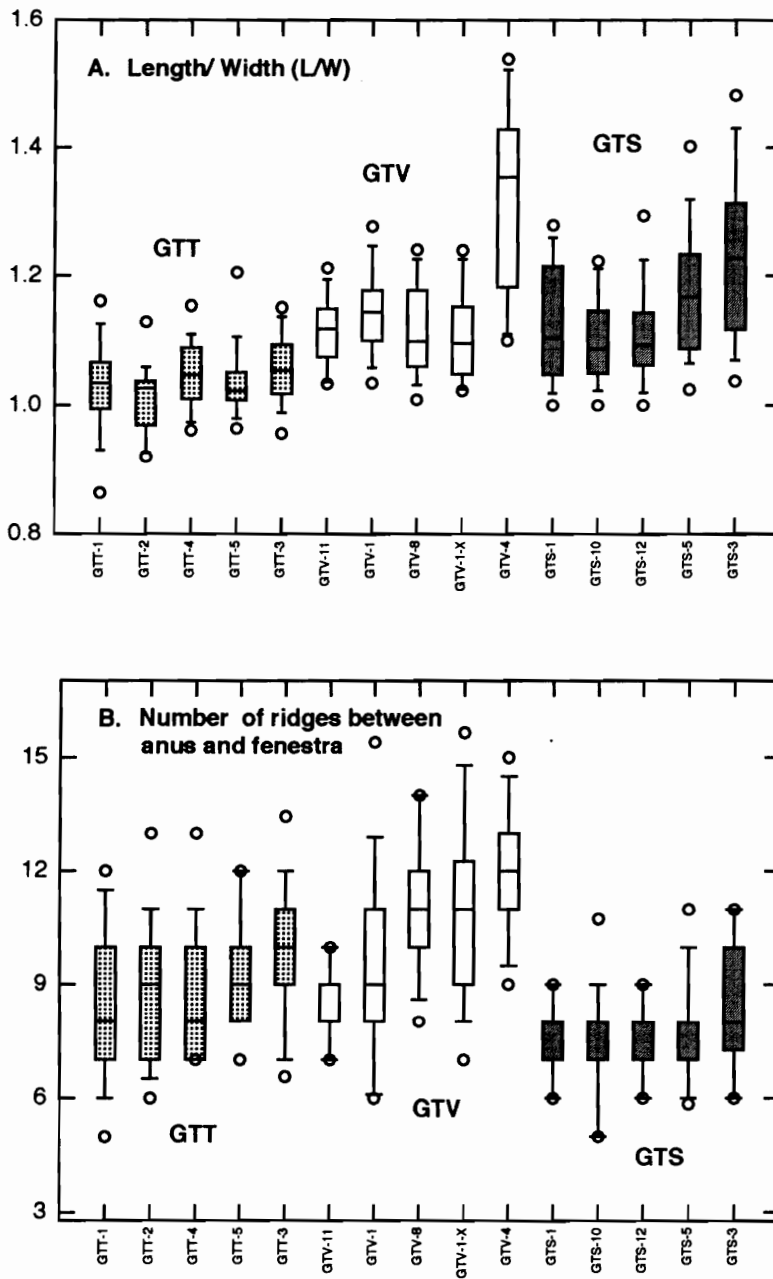 1.6
A. Length/ Width (L/W)
1.4
GTS
GTV
GTT
1.2
1.0
0.8
GTT-1 GTT-2 GTT-4 GTT-5 GTT-3 GTV-11 GTV-1 GTV-8 GTV-1-X GTV-4 GTS-1 GTS-10 GTS-12 GTS-5 GTS-3
B. Number of ridges between
anus and fenestra
15
12
9
6
GTT
GTV
GTS
3
GTT-1 GTT-2 GTT-4 GTT-5 GTT-3 GTV-11 GTV-1 GTV-8 GTV-1-X GTV-4 GTS-1 GTS-10 GTS-12 GTS-5 GTS-3